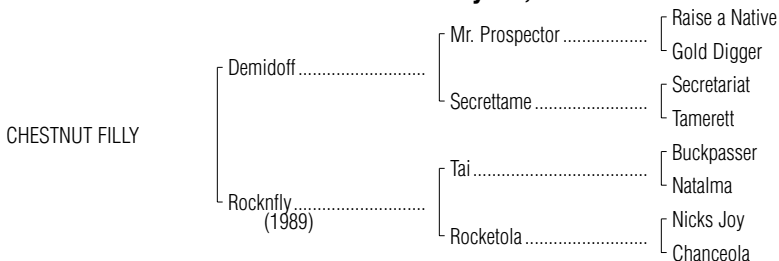 Raise a Native
Mr. Prospector ....................
Gold Digger
Demidoff ..............................
Secretariat
Secrettame ..........................
Tamerett
CHESTNUT FILLY
Buckpasser
Tai .........................................
Natalma
Rocknfly ...............................
(1989)
Nicks Joy
Rocketola .............................
Chanceola